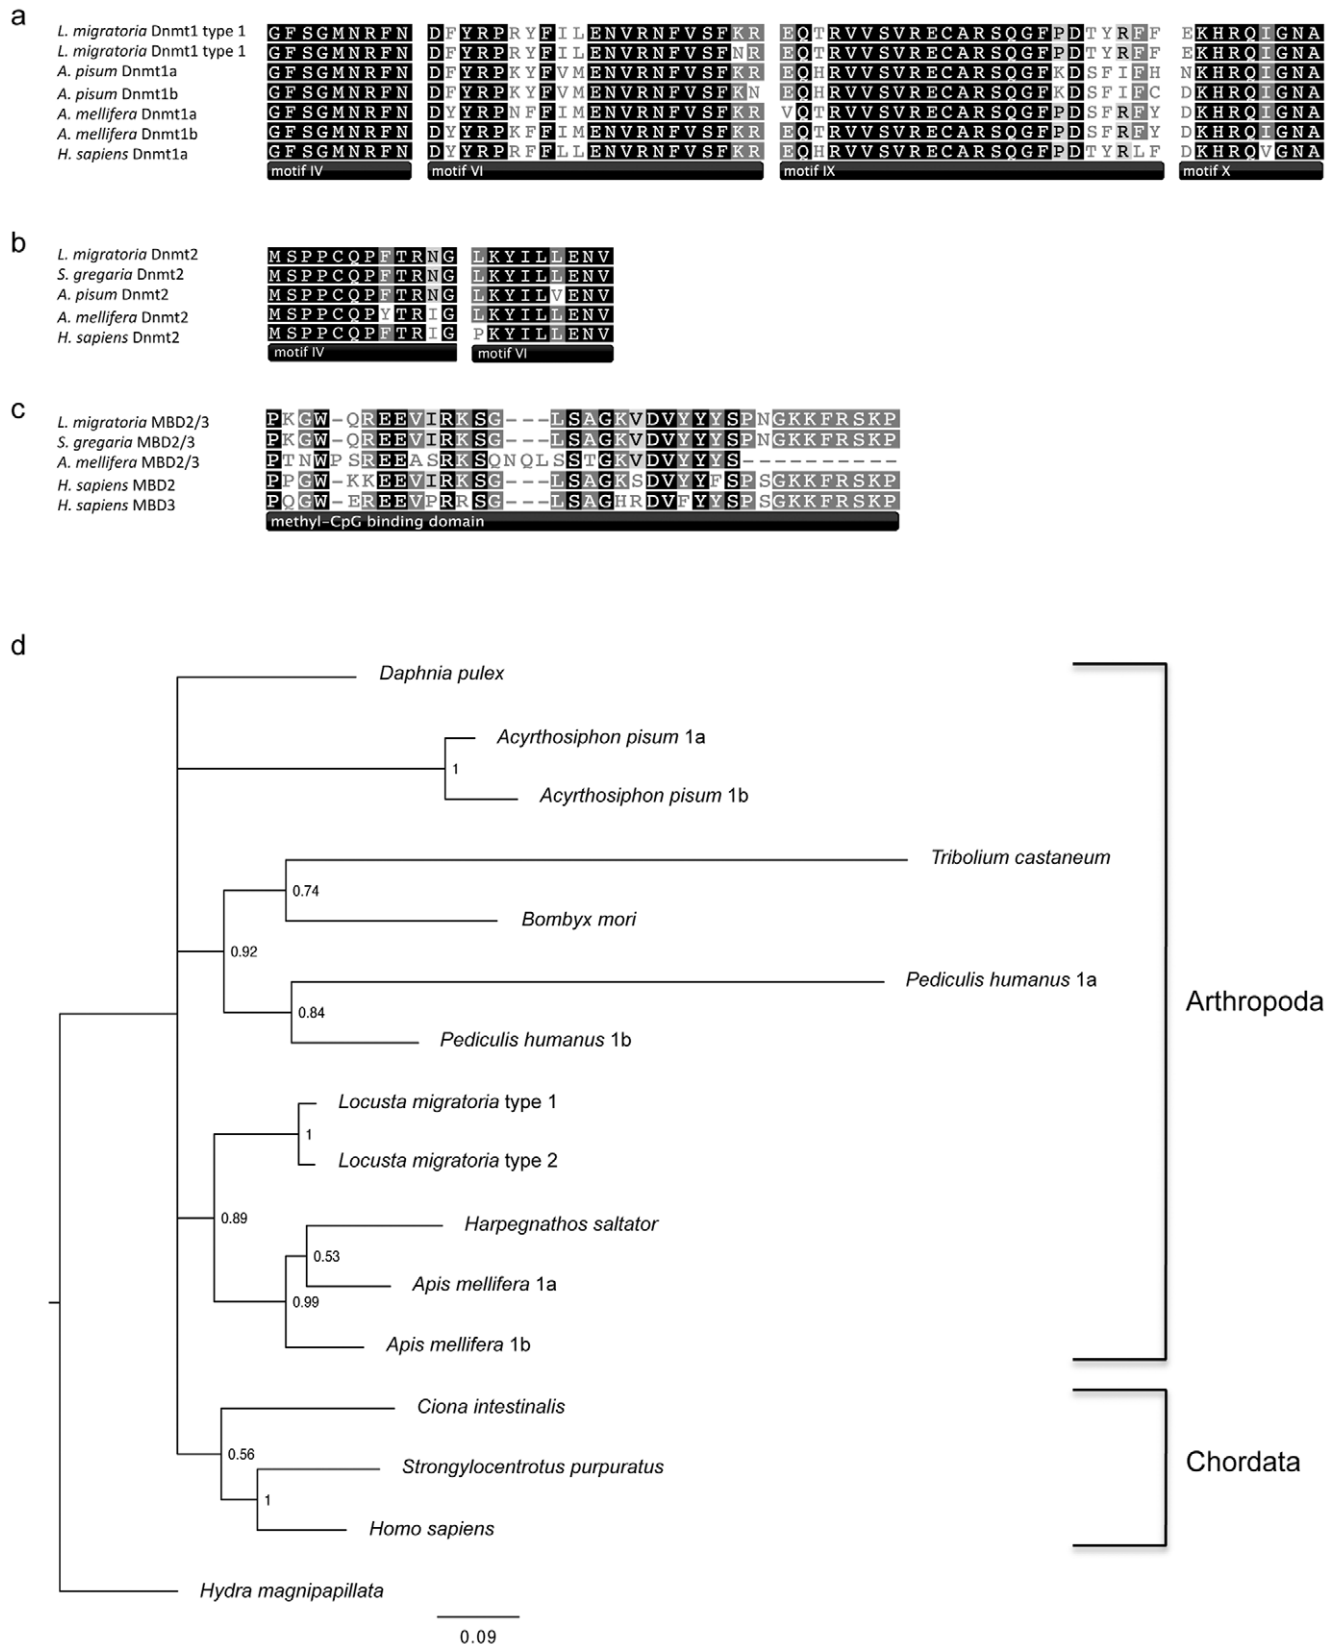 a
L. migratoria Dnmt1 type 1 GFSGMNRFN DFYRPRYFILENVRNFVSFKR EQTRVVSVRECARSQGFPDTYRFF EKHRQIGNA
L. migratoria Dnmt1 type 1 GFSGMNRFN DFYRPRYFILENVRNFVSFNR EQTRVVSVRECARSQGFPDTYRFF EKHRQIGNA
A. pisum Dnmt1a GFSGMNRFN DFYRPKYFVMENVRNFVSFKR EQHRVVSVRECARSQGFKDSFIFH NKHRQIGNA
A. pisum Dnmt1b GFSGMNRFN DFYRPKYFVMENVRNFVSFKN EQHRVVSVRECARSQGFKDSFIFC DKHRQIGNA
A. mellifera Dnmt1a GFSGMNRFN DYYRPNFFIMENVRNFVSFKR VQTRVVSVRECARSQGFPDSFRFY DKHRQIGNA
A. mellifera Dnmt1b GFSGMNRFN DYYRPKFFIMENVRNFVSFKR EQTRVVSVRECARSQGFPDSFRFY DKHRQIGNA
H. sapiens Dnmt1a GFSGMNRFN DYYRPRFFLLENVRNFVSFKR EQHRVVSVRECARSQGFPDTYRLF DKHRQVGNA
motif IV motif VI motif IX motif X
b
L. migratoria Dnmt2 MSPPCQPFTRNG LKYILLENV
S. gregaria Dnmt2 MSPPCQPFTRNG LKYILLENV
A. pisum Dnmt2 MSPPCQPFTRNG LKYILVENV
A. mellifera Dnmt2 MSPPCQPYTRIG LKYILLENV
H. sapiens Dnmt2 MSPPCQPFTRIG PKYILLENV
motif IV motif VI
c
L. migratoria MBD2/3 PKGW-QREEVIRKSG---LSAGKVDVYYYSPNGKKFRSKP
S. gregaria MBD2/3 PKGW-QREEVIRKSG---LSAGKVDVYYYSPNGKKFRSKP
A. mellifera MBD2/3 PTNWPSREEASRKSQNQLSSTGKVDVYYYS----------
H. sapiens MBD2 PPGW-KKEEVIRKSG---LSAGKSDVYYFSPSGKKFRSKP
H. sapiens MBD3 PQGW-EREEVPRRSG---LSAGHRDVFYYSPSGKKFRSKP
methyl-CpG binding domain
d
Daphnia pulex
Acyrthosiphon pisum 1a
1
Acyrthosiphon pisum 1b
Tribolium castaneum
0.74
Bombyx mori
0.92
Pediculis humanus 1a
Arthropoda
0.84
Pediculis humanus 1b
Locusta migratoria type 1
1
Locusta migratoria type 2
0.89
Harpegnathos saltator
0.53
Apis mellifera 1a
0.99
Apis mellifera 1b
Ciona intestinalis
0.56
Chordata
Strongylocentrotus purpuratus
1
Homo sapiens
Hydra magnipapillata
0.09